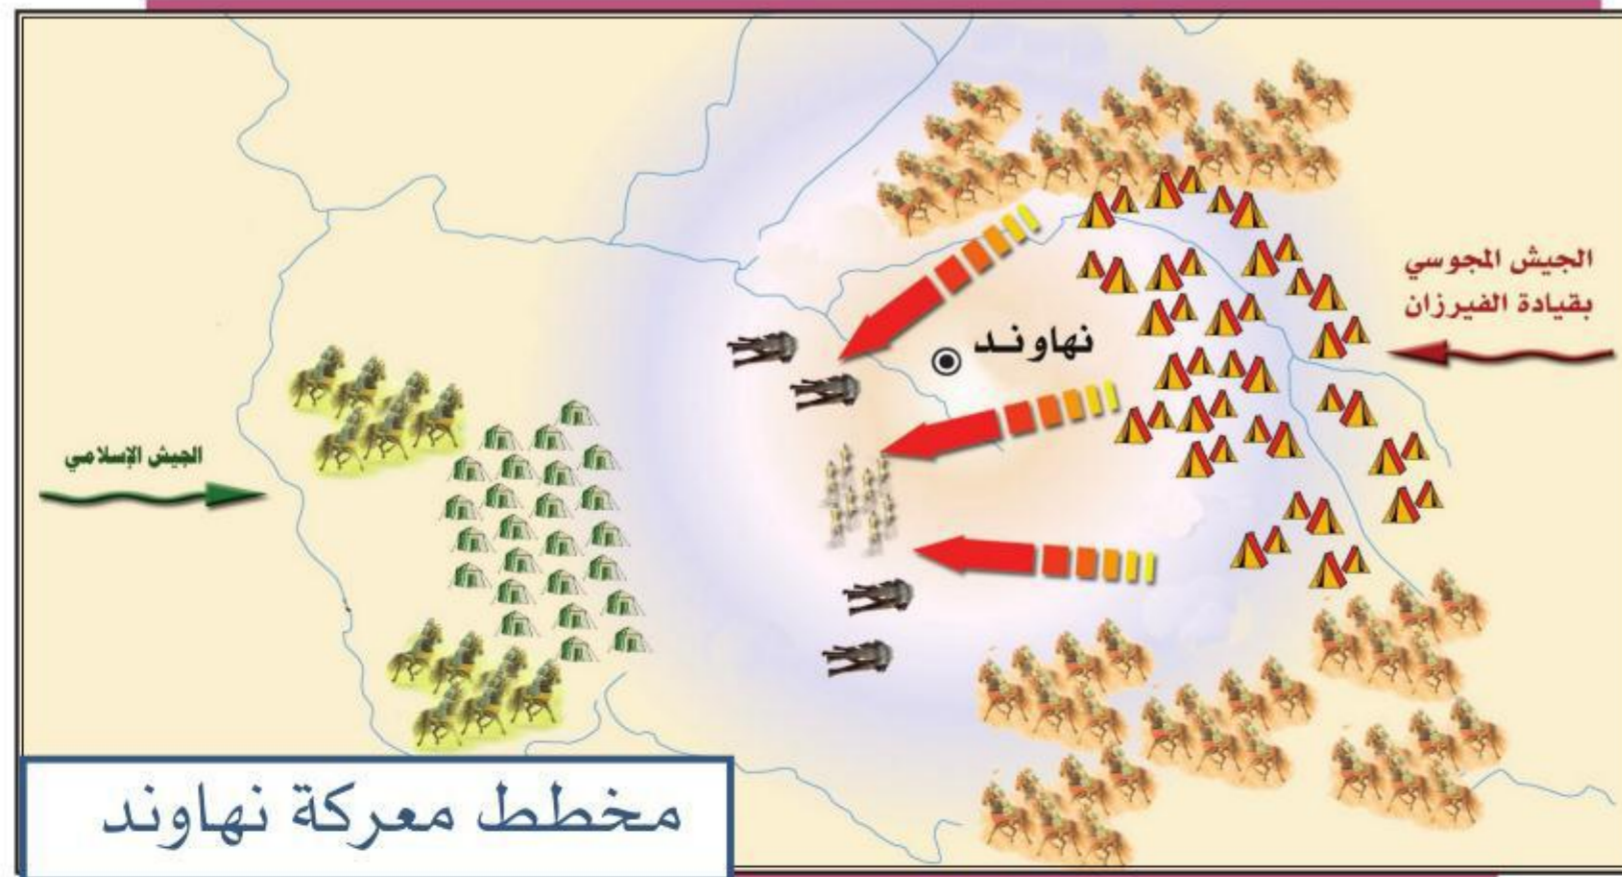 الجيش المجوسي
بقيادة الفيرزان
نهاوند
الجيش الإسلامي
مخطط معركة نهاوند